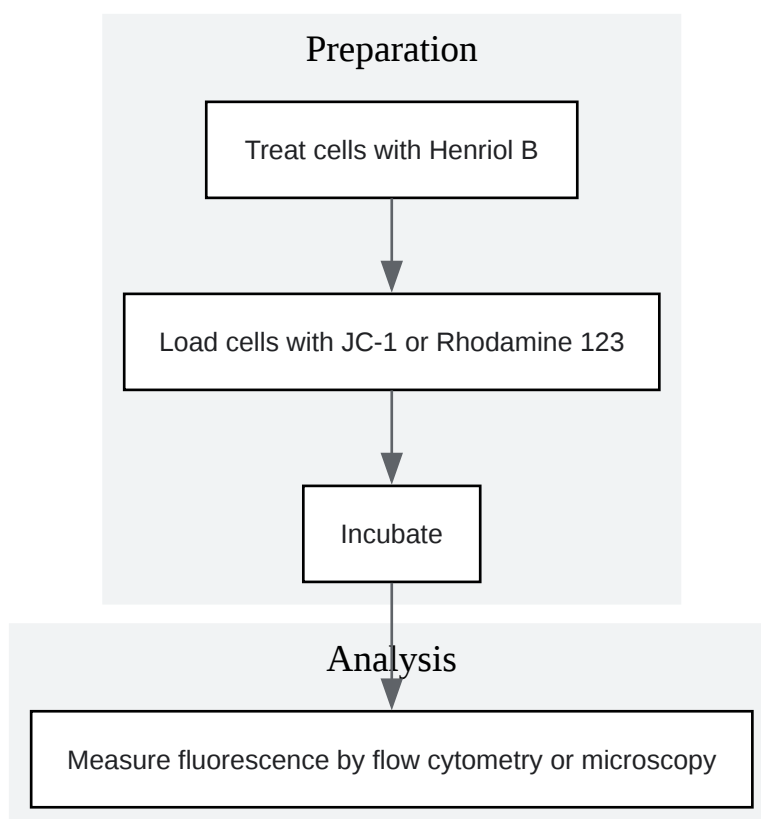 Preparation
Treat cells with Henriol B
Load cells with JC-1 or Rhodamine 123
Incubate
Analysis
Measure fluorescence by flow cytometry or microscopy